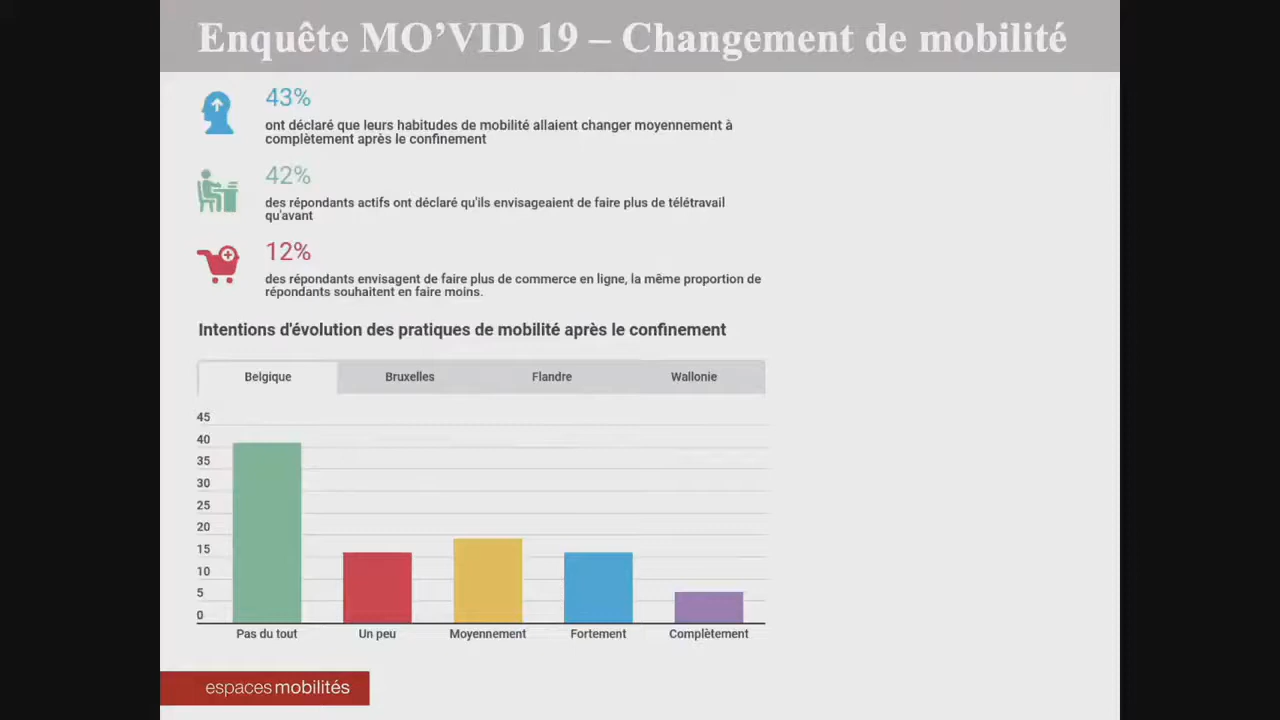 Enquête MO’VID 19 – Changement de mobilité
43%
ont déclaré que leurs habitudes de mobilité allaient changer moyennement à
complètement après le confinement
42%
des répondants actifs ont déclaré qu'ils envisageaient de faire plus de télétravail
qu'avant
12%
des répondants envisagent de faire plus de commerce en ligne, la même proportion de
répondants souhaitent en faire moins.
Intentions d'évolution des pratiques de mobilité après le confinement
Belgique Bruxelles Flandre Wallonie
45
40
35
30
25
20
15
10
5
0
Pas du tout Un peu Moyennement Fortement Complètement
espaces mobilités